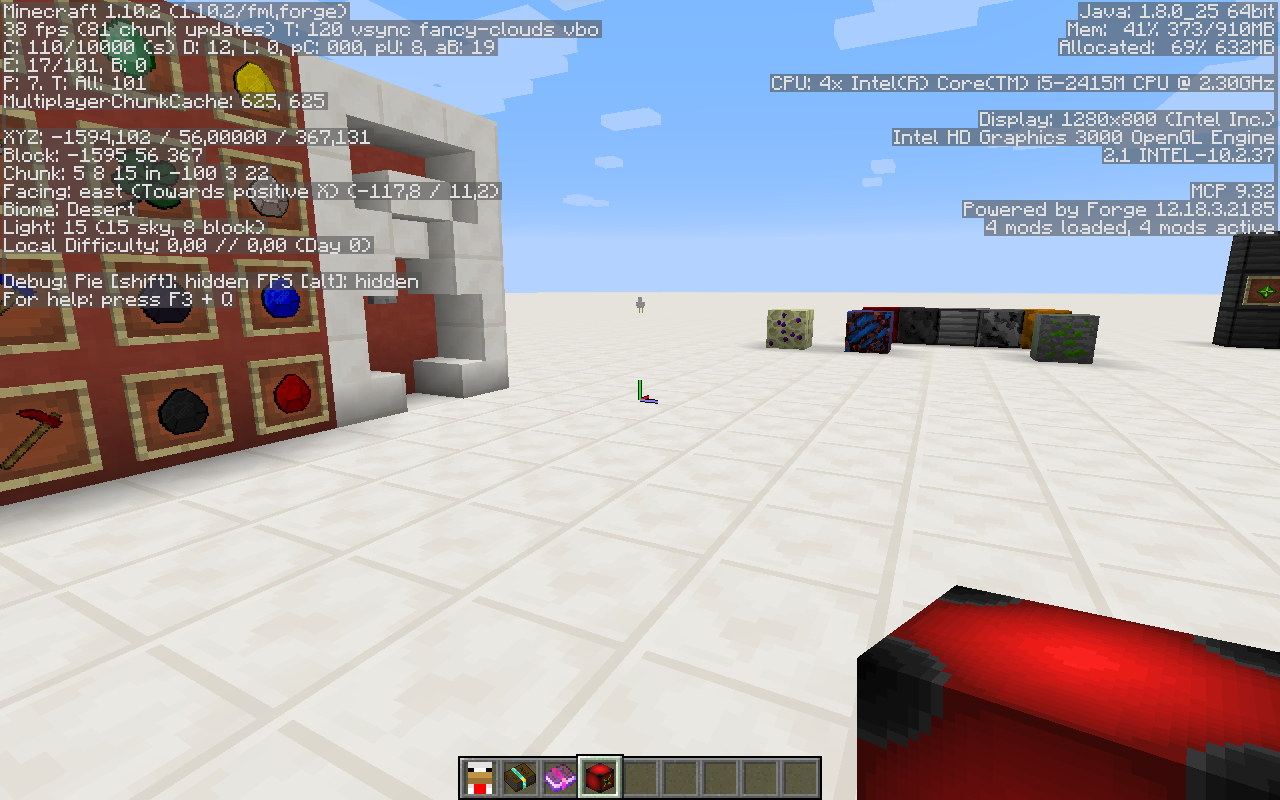 Minecraft 1.10.2 (1.10.2/fml,forge)
38 fps (81 chunk updates) T: 120 vsync fancy-clouds vbo
C: 110/10000 (s) D: 12, L: 0, pC: 000, pU: 8, aB: 19
E: 17/101, B: 0
P: 7. T: All: 101
MultiplayerChunkCache: 625, 625
XYZ: -1594,102 / 56,00000 / 367,131
Block: -1595 56 367
Chunk: 5 8 15 in -100 3 22
Facing: east (Towards positive X) (-117,8 / 11,2)
Biome: Desert
Light: 15 (15 sky, 8 block)
Local Difficulty: 0,00 // 0,00 (Day 0)
Debug: Pie [shift]: hidden FPS [alt]: hidden
For help: press F3 + Q
Java: 1.8.0_25 64bit
Mem: 41% 373/910MB
Allocated: 69% 632MB
CPU: 4x Intel(R) Core(TM) i5-2415M CPU @ 2.30GHz
Display: 1280x800 (Intel Inc.)
Intel HD Graphics 3000 OpenGL Engine
2.1 INTEL-10.2.37
MCP 9.32
Powered by Forge 12.18.3.2185
4 mods loaded, 4 mods active